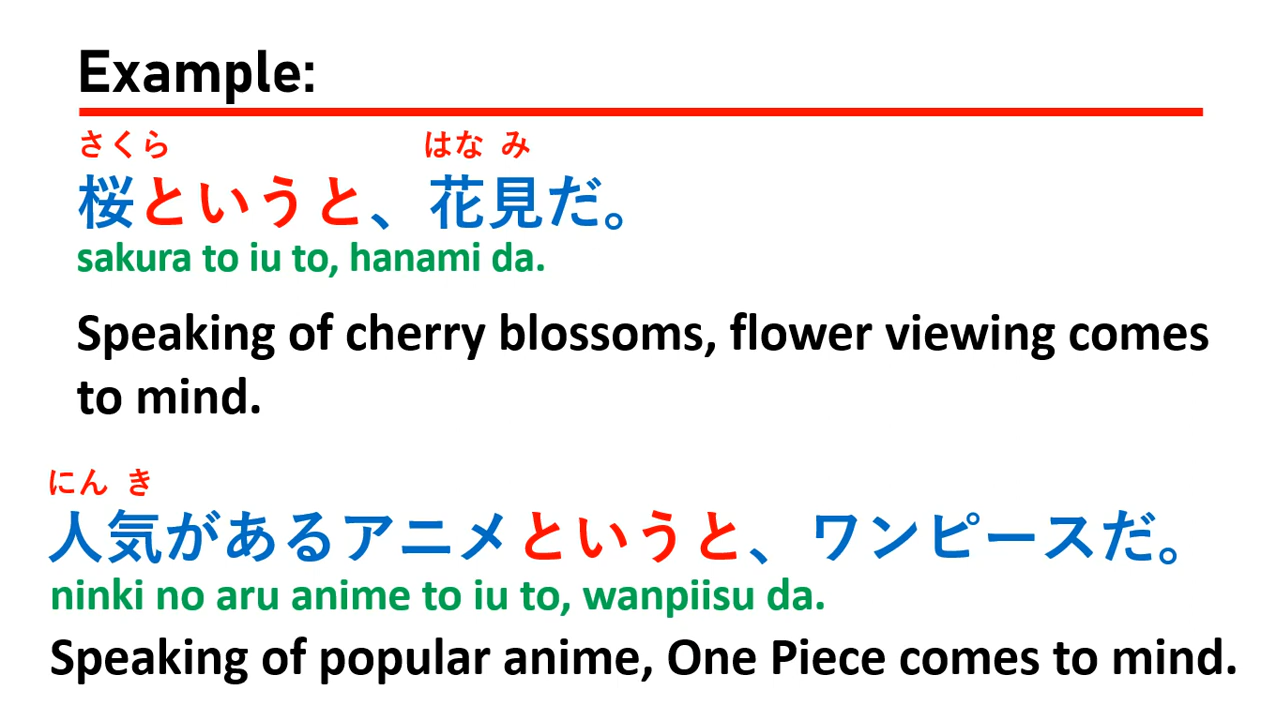 Example:
さくら はな み
桜というと、花見だ。
sakura to iu to, hanami da.
Speaking of cherry blossoms, flower viewing comes
to mind.
にん き
人気があるアニメというと、ワンピースだ。
ninki no aru anime to iu to, wanpiisu da.
Speaking of popular anime, One Piece comes to mind.